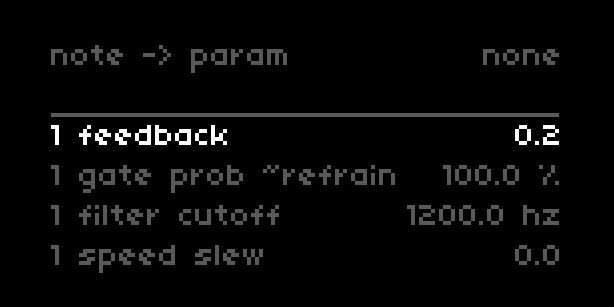 note -> param none
1 feedback 0.2
1 gate prob ~refrain 100.0 %
1 filter cutoff 1200.0 hz
1 speed slew 0.0